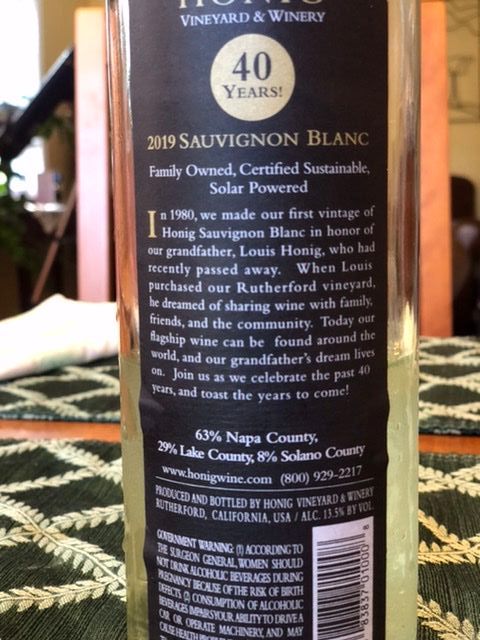 HONIG
VINEYARD & WINERY
40
YEARS!
2019 SAUVIGNON BLANC
Family Owned, Certified Sustainable,
Solar Powered
In 1980, we made our first vintage of
Honig Sauvignon Blanc in honor of
our grandfather, Louis Honig, who had
recently passed away. When Louis
purchased our Rutherford vineyard,
he dreamed of sharing wine with family,
friends, and the community. Today our
flagship wine can be found around the
world, and our grandfather's dream lives
on. Join us as we celebrate the past 40
years, and toast the years to come!
63% Napa County,
29% Lake County, 8% Solano County
www.honigwine.com (800) 929-2217
PRODUCED AND BOTTLED BY HONIG VINEYARD & WINERY
RUTHERFORD, CALIFORNIA, USA / ALC. 13.5% BY VOL.
GOVERNMENT WARNING: (1) ACCORDING TO
THE SURGEON GENERAL, WOMEN SHOULD
NOT DRINK ALCOHOLIC BEVERAGES DURING
PREGNANCY BECAUSE OF THE RISK OF BIRTH
DEFECTS. (2) CONSUMPTION OF ALCOHOLIC
BEVERAGES IMPAIRS YOUR ABILITY TO DRIVE A
CAR OR OPERATE MACHINERY, AND MAY
CAUSE HEALTH
83837 01000 8